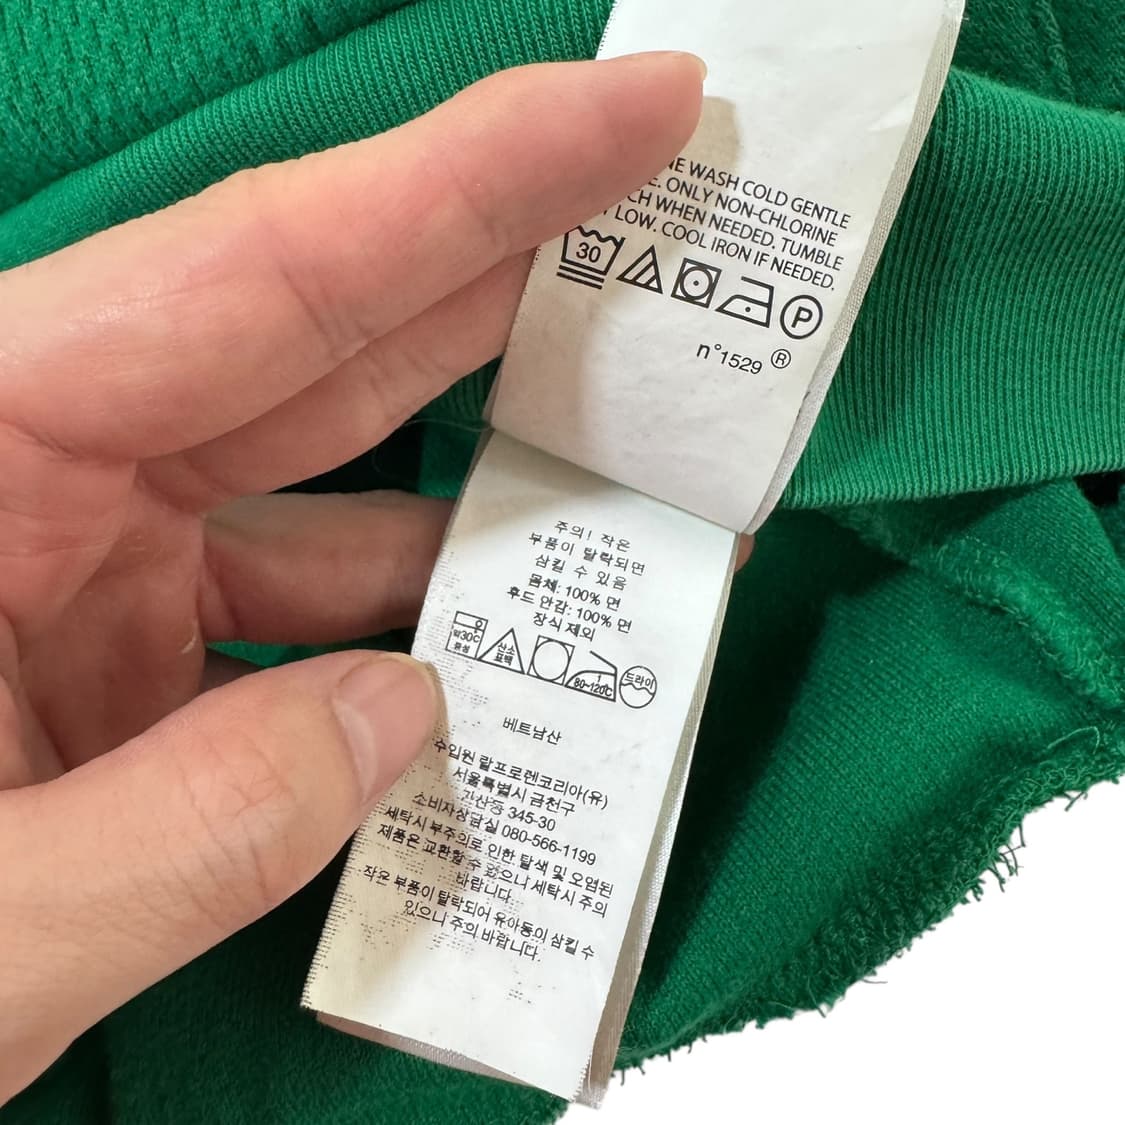 WASH COLD GENTLE
ONLY NON-CHLORINE
WHEN NEEDED. TUMBLE
LOW. COOL IRON IF NEEDED.
30
P
n°1529 ®
주의! 작은
부품이 탈락되면
삼킬 수 있음
몸체: 100% 면
후드 안감: 100% 면
장식 제외
약30℃ 중성
산소 표백
80~120℃
드라이
베트남산
수입원 랄프로렌코리아(유)
서울특별시 금천구
가산동 345-30
소비자상담실 080-566-1199
세탁시 부주의로 인한 탈색 및 오염된
제품은 교환할 수 없으니 세탁시 주의
바랍니다.
작은 부품이 탈락되어 유아동이 삼킬 수
있으니 주의 바랍니다.